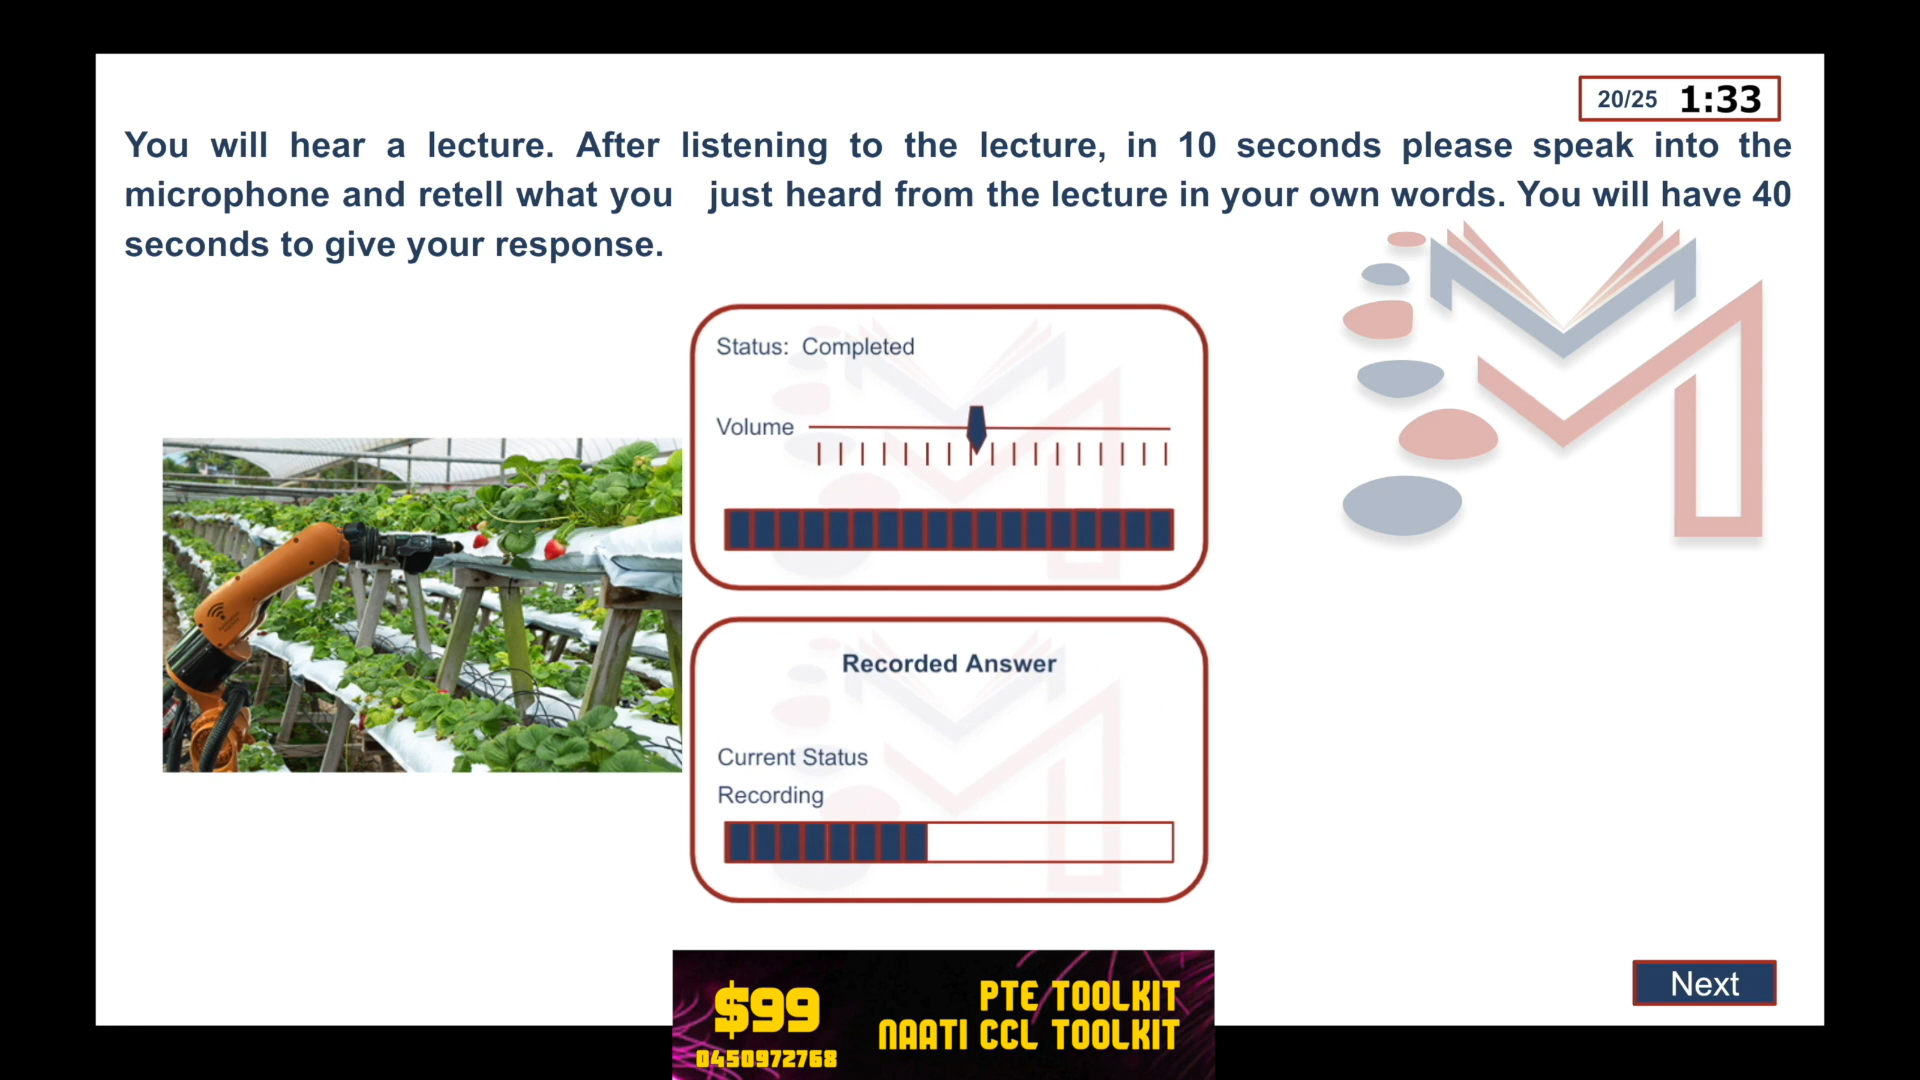 20/25 1:33
You will hear a lecture. After listening to the lecture, in 10 seconds please speak into the
microphone and retell what you just heard from the lecture in your own words. You will have 40
seconds to give your response.
Status: Completed
Volume
Recorded Answer
Current Status
Recording
Next
$99
0450972768
PTE TOOLKIT
NAATI CCL TOOLKIT